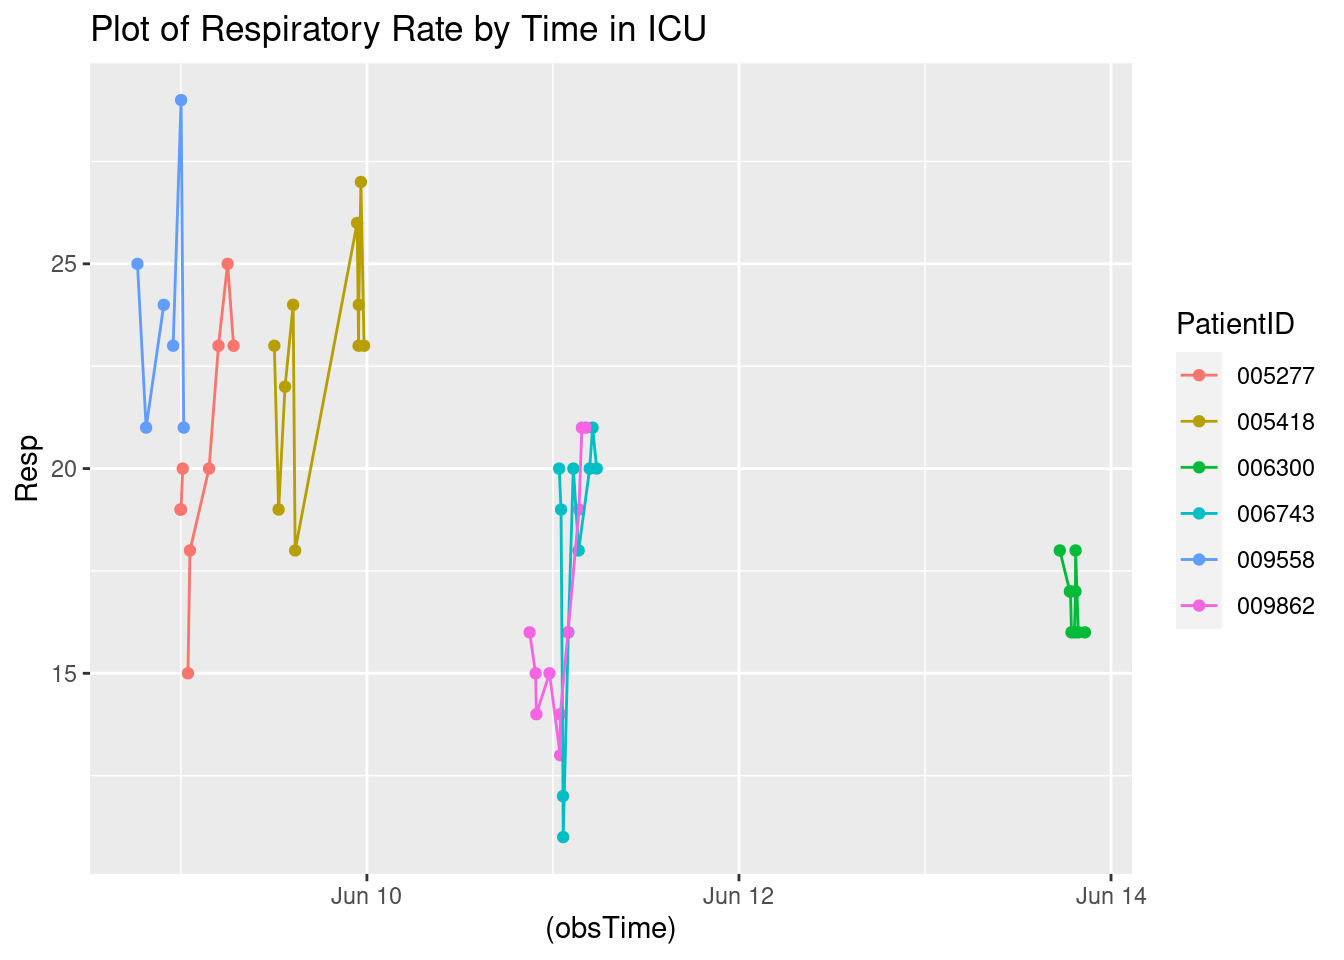 Plot of Respiratory Rate by Time in ICU
Resp
25
20
15
Jun 10
Jun 12
Jun 14
(obsTime)
PatientID
005277
005418
006300
006743
009558
009862